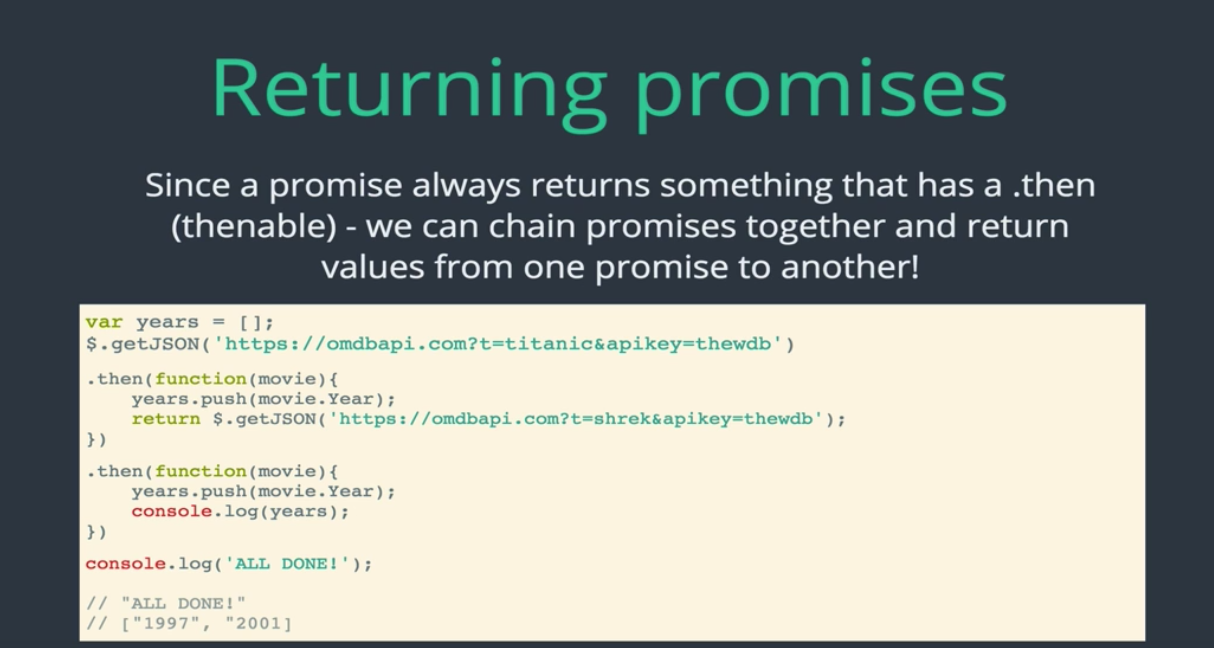 Returning promises
Since a promise always returns something that has a .then
(thenable) - we can chain promises together and return
values from one promise to another!
var years = [];
$.getJSON('https://omdbapi.com?t=titanic&apikey=thewdb')
.then(function(movie){
    years.push(movie.Year);
    return $.getJSON('https://omdbapi.com?t=shrek&apikey=thewdb');
})
.then(function(movie){
    years.push(movie.Year);
    console.log(years);
})
console.log('ALL DONE!');
// "ALL DONE!"
// ["1997", "2001]